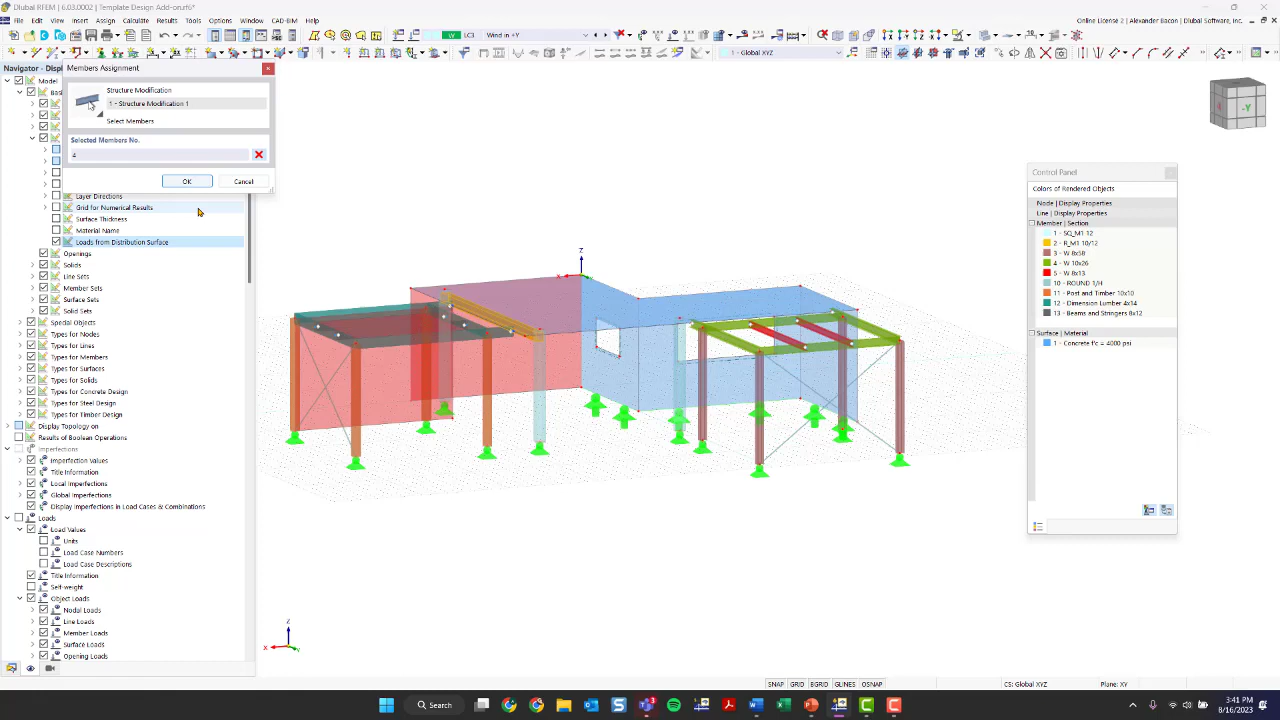 Dlubal RFEM | 6.03.0002 | Template Design Add-on.rf6*
File Edit View Insert Assign Calculate Results Tools Options Window CAD-BIM Help
Online License 2 | Alexander Bacon | Dlubal Software, Inc.
LY LC1 Wind in +Y
1 - Global XYZ
Navigator - Disp
Members Assignment
Model
Structure Modification
Bas
1 - Structure Modification 1
Select Members
Selected Members No.
4
OK Cancel
Layer Directions
Grid for Numerical Results
Surface Thickness
Material Name
Loads from Distribution Surface
Openings
Solids
Line Sets
Member Sets
Surface Sets
Solid Sets
Special Objects
Types for Nodes
Types for Lines
Types for Members
Types for Surfaces
Types for Solids
Types for Concrete Design
Types for Steel Design
Types for Timber Design
Display Topology on
Results of Boolean Operations
Imperfections
Imperfection Values
Title Information
Local Imperfections
Global Imperfections
Display Imperfections in Load Cases & Combinations
Loads
Load Values
Units
Load Case Numbers
Load Case Descriptions
Title Information
Self-weight
Object Loads
Nodal Loads
Line Loads
Member Loads
Surface Loads
Opening Loads
Z
X
Z
X
Y
-Y
Control Panel
Colors of Rendered Objects
Node | Display Properties
Line | Display Properties
Member | Section
1 - SQ_M1 12
2 - R_M1 10/12
3 - W 8x58
4 - W 10x26
5 - W 8x13
10 - ROUND 1/H
11 - Post and Timber 10x10
12 - Dimension Lumber 4x14
13 - Beams and Stringers 8x12
Surface | Material
1 - Concrete f'c = 4000 psi
SNAP GRID BGRID GLINES OSNAP CS: Global XYZ Plane: XY
Search
3:41 PM
8/16/2023